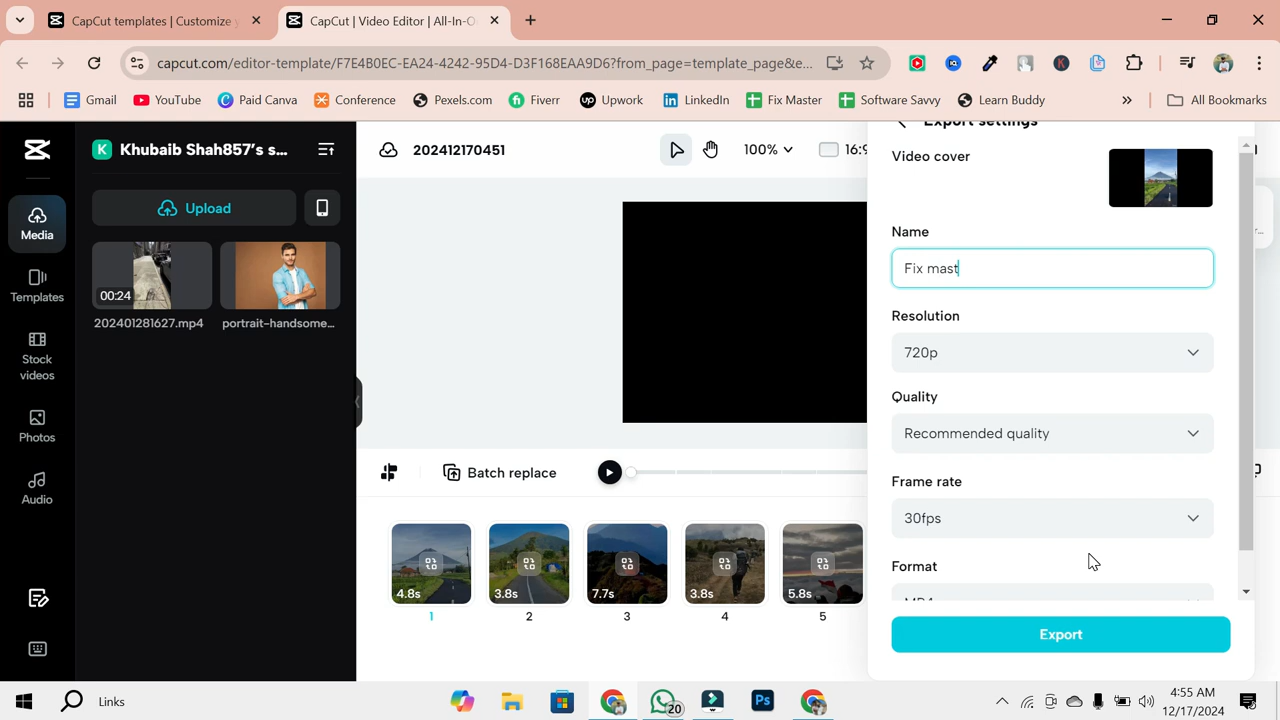 CapCut templates | Customize y
CapCut | Video Editor | All-In-O
capcut.com/editor-template/F7E4B0EC-EA24-4242-95D4-D3F168EAA9D6?from_page=template_page&e...
Gmail
YouTube
Paid Canva
Conference
Pexels.com
Fiverr
Upwork
LinkedIn
Fix Master
Software Savvy
Learn Buddy
All Bookmarks
K Khubaib Shah857's s...
202412170451
100%
16:9
Export settings
Video cover
Upload
Media
Name
Fix mast
Templates
00:24
202401281627.mp4
portrait-handsome...
Resolution
720p
Stock
videos
Quality
Recommended quality
Photos
Batch replace
Frame rate
30fps
Audio
Format
MP4
4.8s
3.8s
7.7s
3.8s
5.8s
1
2
3
4
5
Export
Links
20
Ps
4:55 AM
12/17/2024